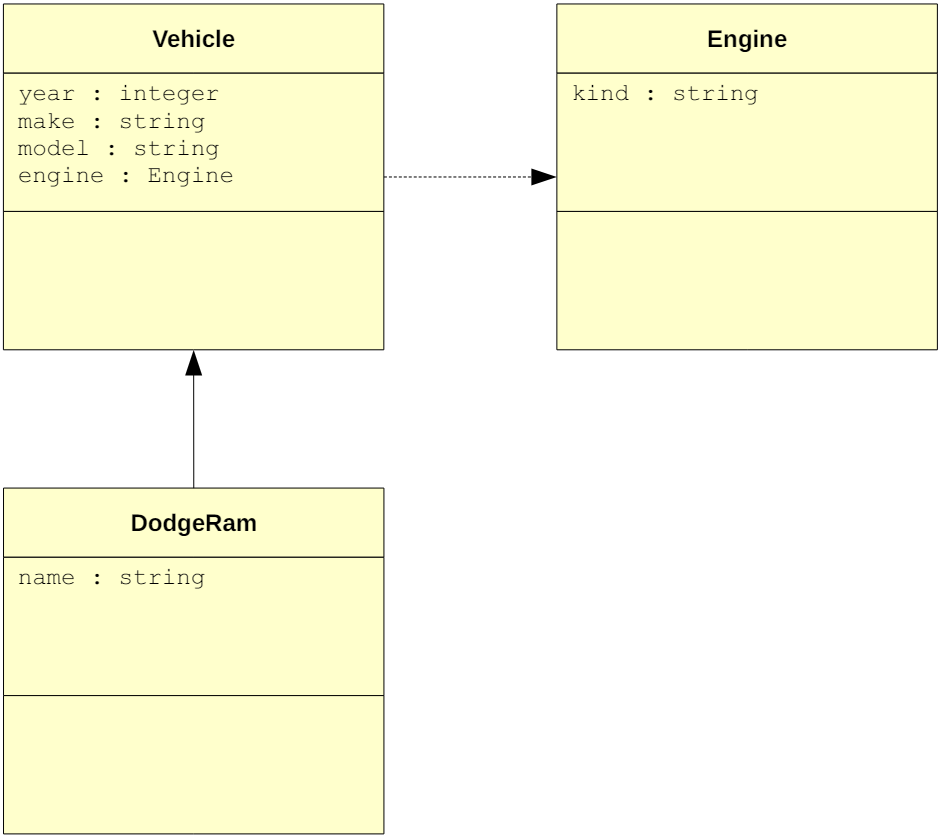 Vehicle
year : integer
make : string
model : string
engine : Engine
Engine
kind : string
DodgeRam
name : string